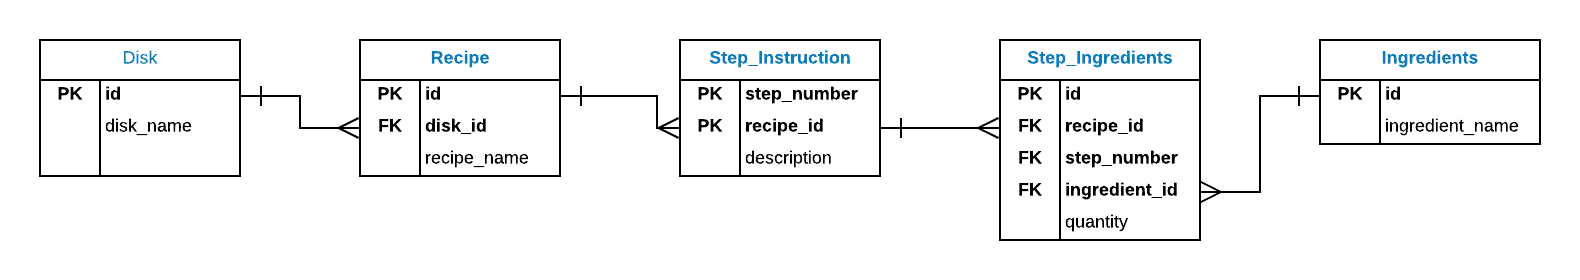 Disk
PK id
disk_name
Recipe
PK id
FK disk_id
recipe_name
Step_Instruction
PK step_number
PK recipe_id
description
Step_Ingredients
PK id
FK recipe_id
FK step_number
FK ingredient_id
quantity
Ingredients
PK id
ingredient_name